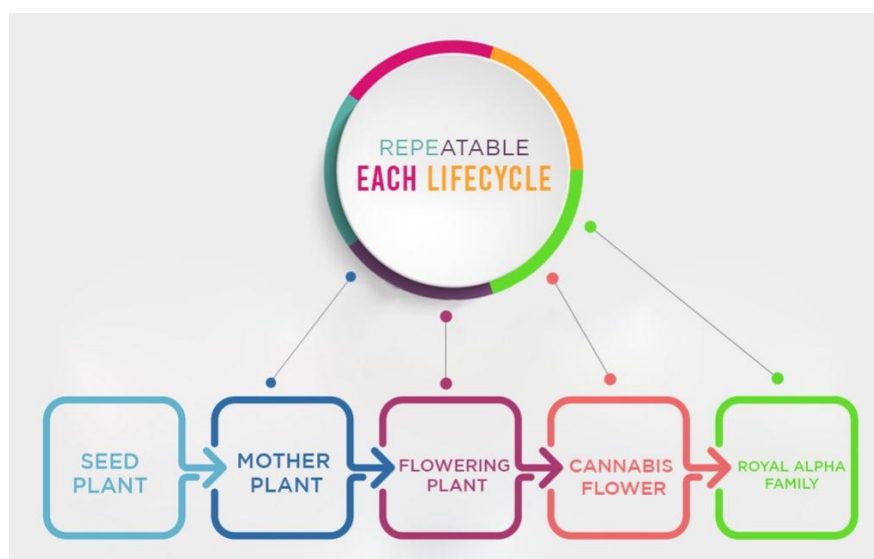 REPEATABLE
EACH LIFECYCLE
SEED
PLANT
MOTHER
PLANT
FLOWERING
PLANT
CANNABIS
FLOWER
ROYAL ALPHA
FAMILY